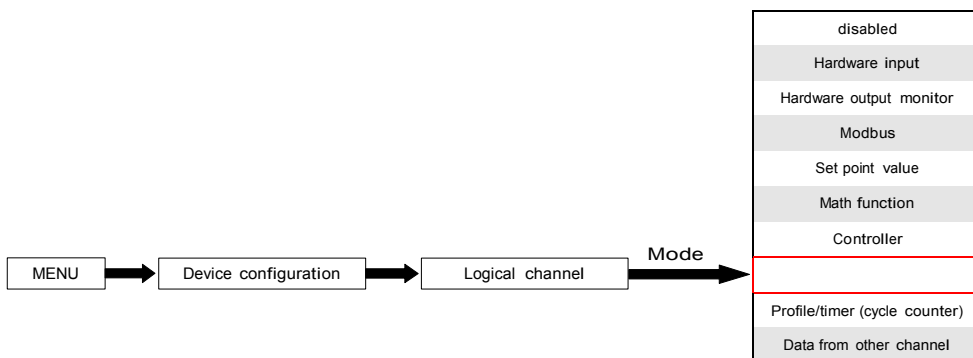 disabled
Hardware input
Hardware output monitor
Modbus
Set point value
Math function
Controller
MENU
Device configuration
Logical channel
Mode
Profile/timer (cycle counter)
Data from other channel